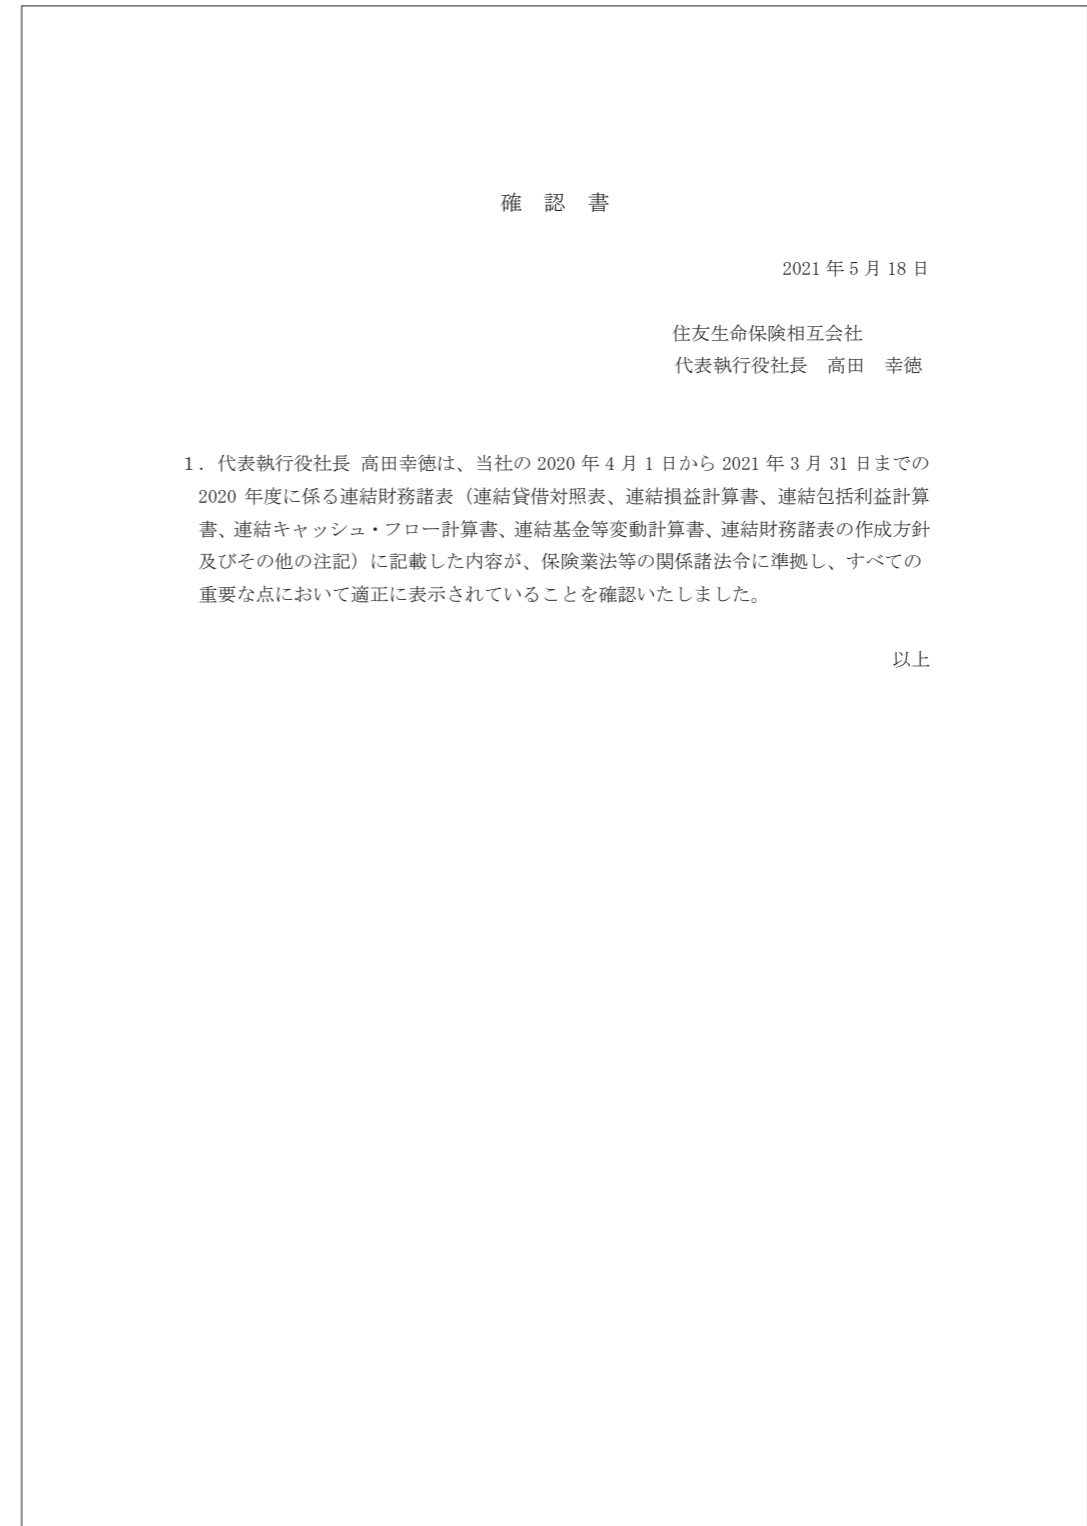 確 認 書
2021 年 5 月 18 日
住友生命保険相互会社
代表執行役社長 高田 幸徳
1．代表執行役社長 高田幸徳は、当社の 2020 年 4 月 1 日から 2021 年 3 月 31 日までの
2020 年度に係る連結財務諸表（連結貸借対照表、連結損益計算書、連結包括利益計算
書、連結キャッシュ・フロー計算書、連結基金等変動計算書、連結財務諸表の作成方針
及びその他の注記）に記載した内容が、保険業法等の関係諸法令に準拠し、すべての
重要な点において適正に表示されていることを確認いたしました。
以上